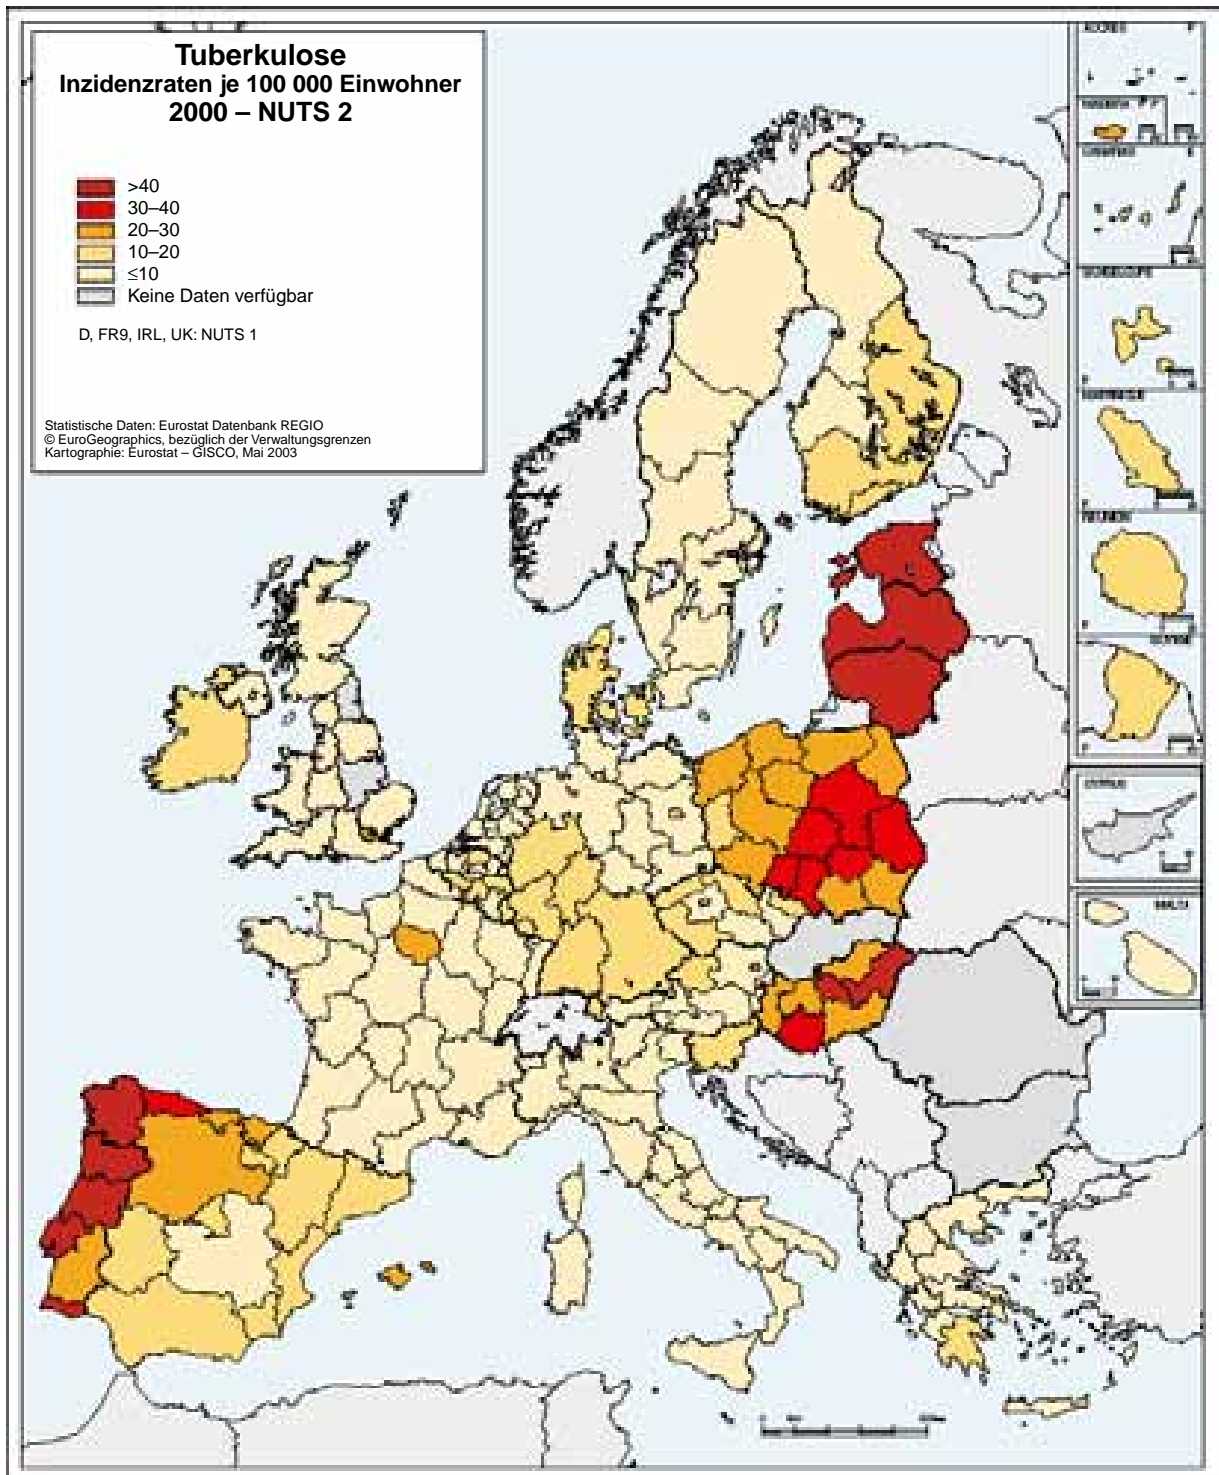 Tuberkulose
Inzidenzraten je 100 000 Einwohner
2000 – NUTS 2
>40
30–40
20–30
10–20
≤10
Keine Daten verfügbar
D, FR9, IRL, UK: NUTS 1
Statistische Daten: Eurostat Datenbank REGIO
© EuroGeographics, bezüglich der Verwaltungsgrenzen
Kartographie: Eurostat – GISCO, Mai 2003
MALTA